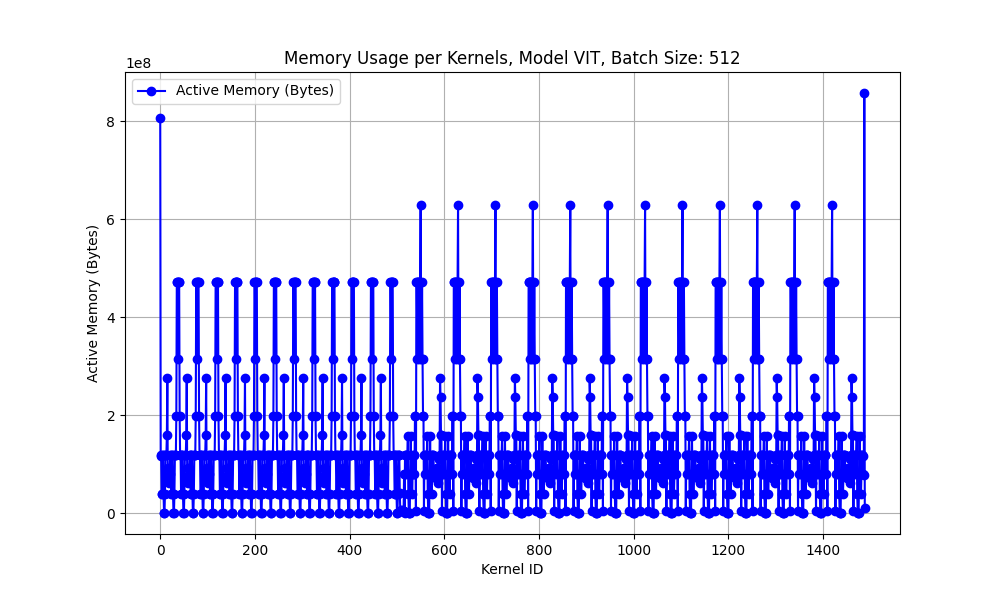 Memory Usage per Kernels, Model VIT, Batch Size: 512
1e8
Active Memory (Bytes)
8
6
4
2
0
Active Memory (Bytes)
0 200 400 600 800 1000 1200 1400
Kernel ID